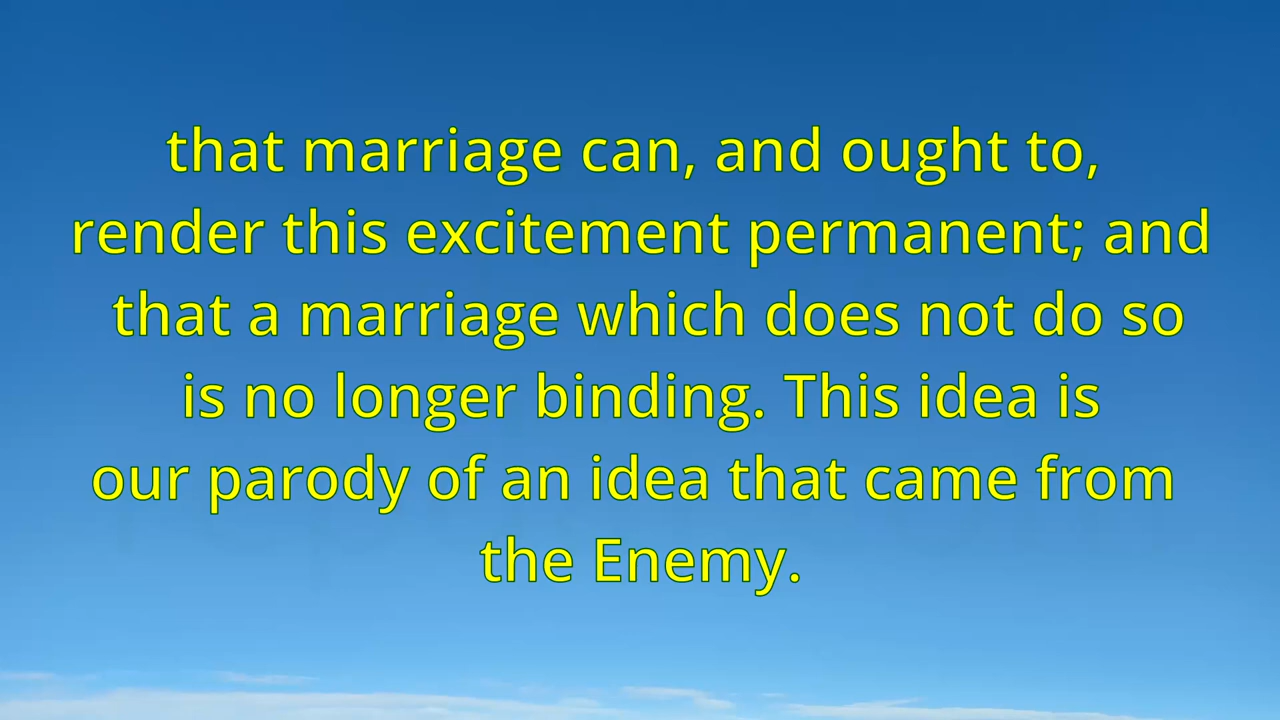 that marriage can, and ought to,
render this excitement permanent; and
that a marriage which does not do so
is no longer binding. This idea is
our parody of an idea that came from
the Enemy.